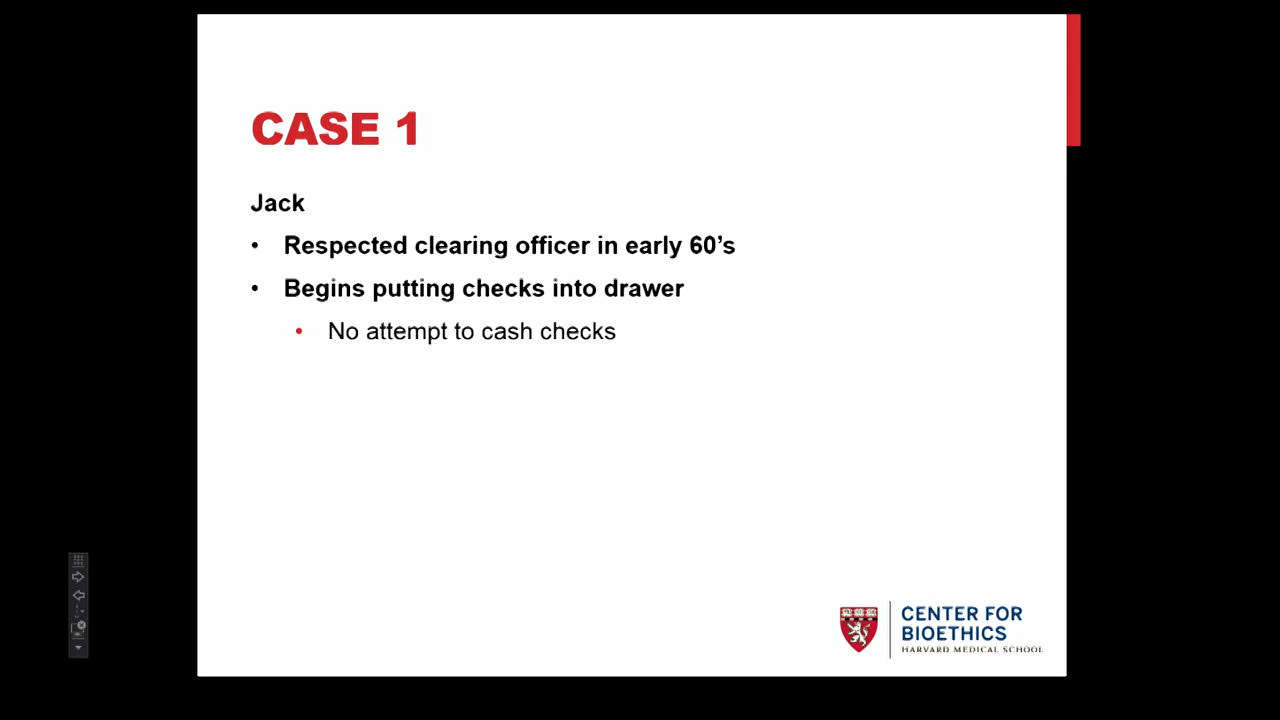 CASE 1
Jack
• Respected clearing officer in early 60’s
• Begins putting checks into drawer
• No attempt to cash checks
CENTER FOR
BIOETHICS
HARVARD MEDICAL SCHOOL